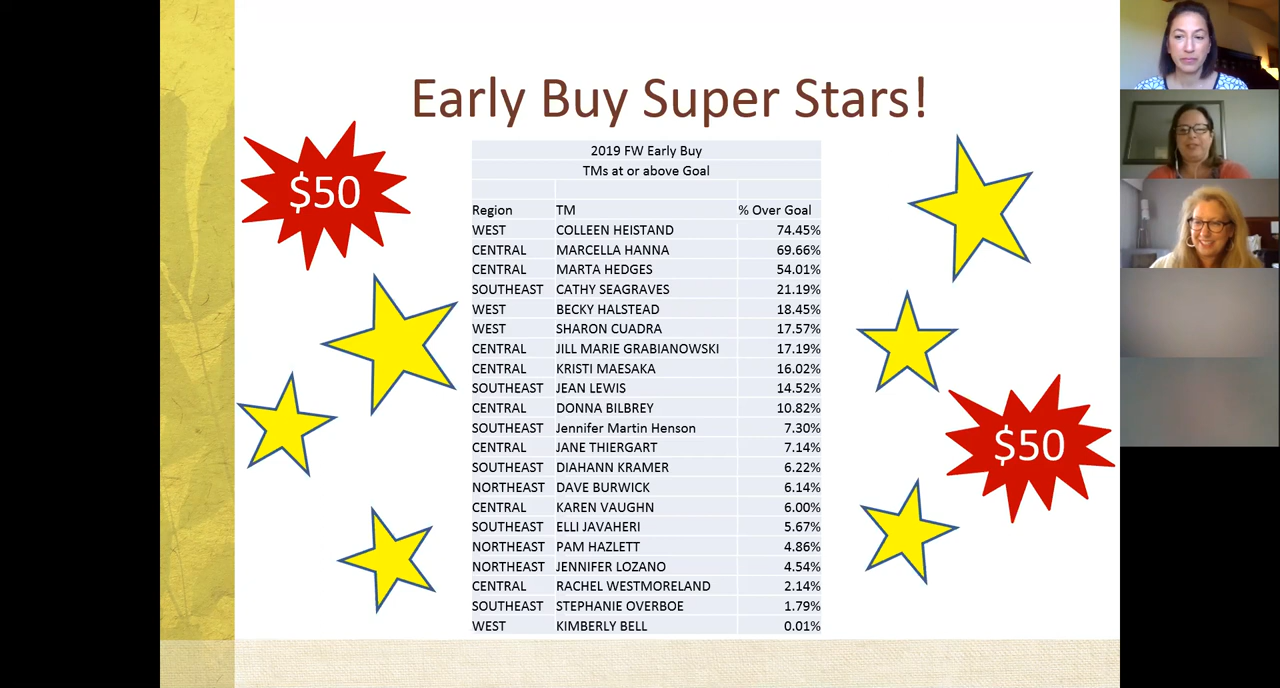 Early Buy Super Stars!
$50
2019 FW Early Buy
TMs at or above Goal
Region TM % Over Goal
WEST COLLEEN HEISTAND 74.45%
CENTRAL MARCELLA HANNA 69.66%
CENTRAL MARTA HEDGES 54.01%
SOUTHEAST CATHY SEAGRAVES 21.19%
WEST BECKY HALSTEAD 18.45%
WEST SHARON CUADRA 17.57%
CENTRAL JILL MARIE GRABIANOWSKI 17.19%
CENTRAL KRISTI MAESAKA 16.02%
SOUTHEAST JEAN LEWIS 14.52%
CENTRAL DONNA BILBREY 10.82%
SOUTHEAST Jennifer Martin Henson 7.30%
CENTRAL JANE THIERGART 7.14%
SOUTHEAST DIAHANN KRAMER 6.22%
NORTHEAST DAVE BURWICK 6.14%
CENTRAL KAREN VAUGHN 6.00%
SOUTHEAST ELLI JAVAHERI 5.67%
NORTHEAST PAM HAZLETT 4.86%
NORTHEAST JENNIFER LOZANO 4.54%
CENTRAL RACHEL WESTMORELAND 2.14%
SOUTHEAST STEPHANIE OVERBOE 1.79%
WEST KIMBERLY BELL 0.01%
$50